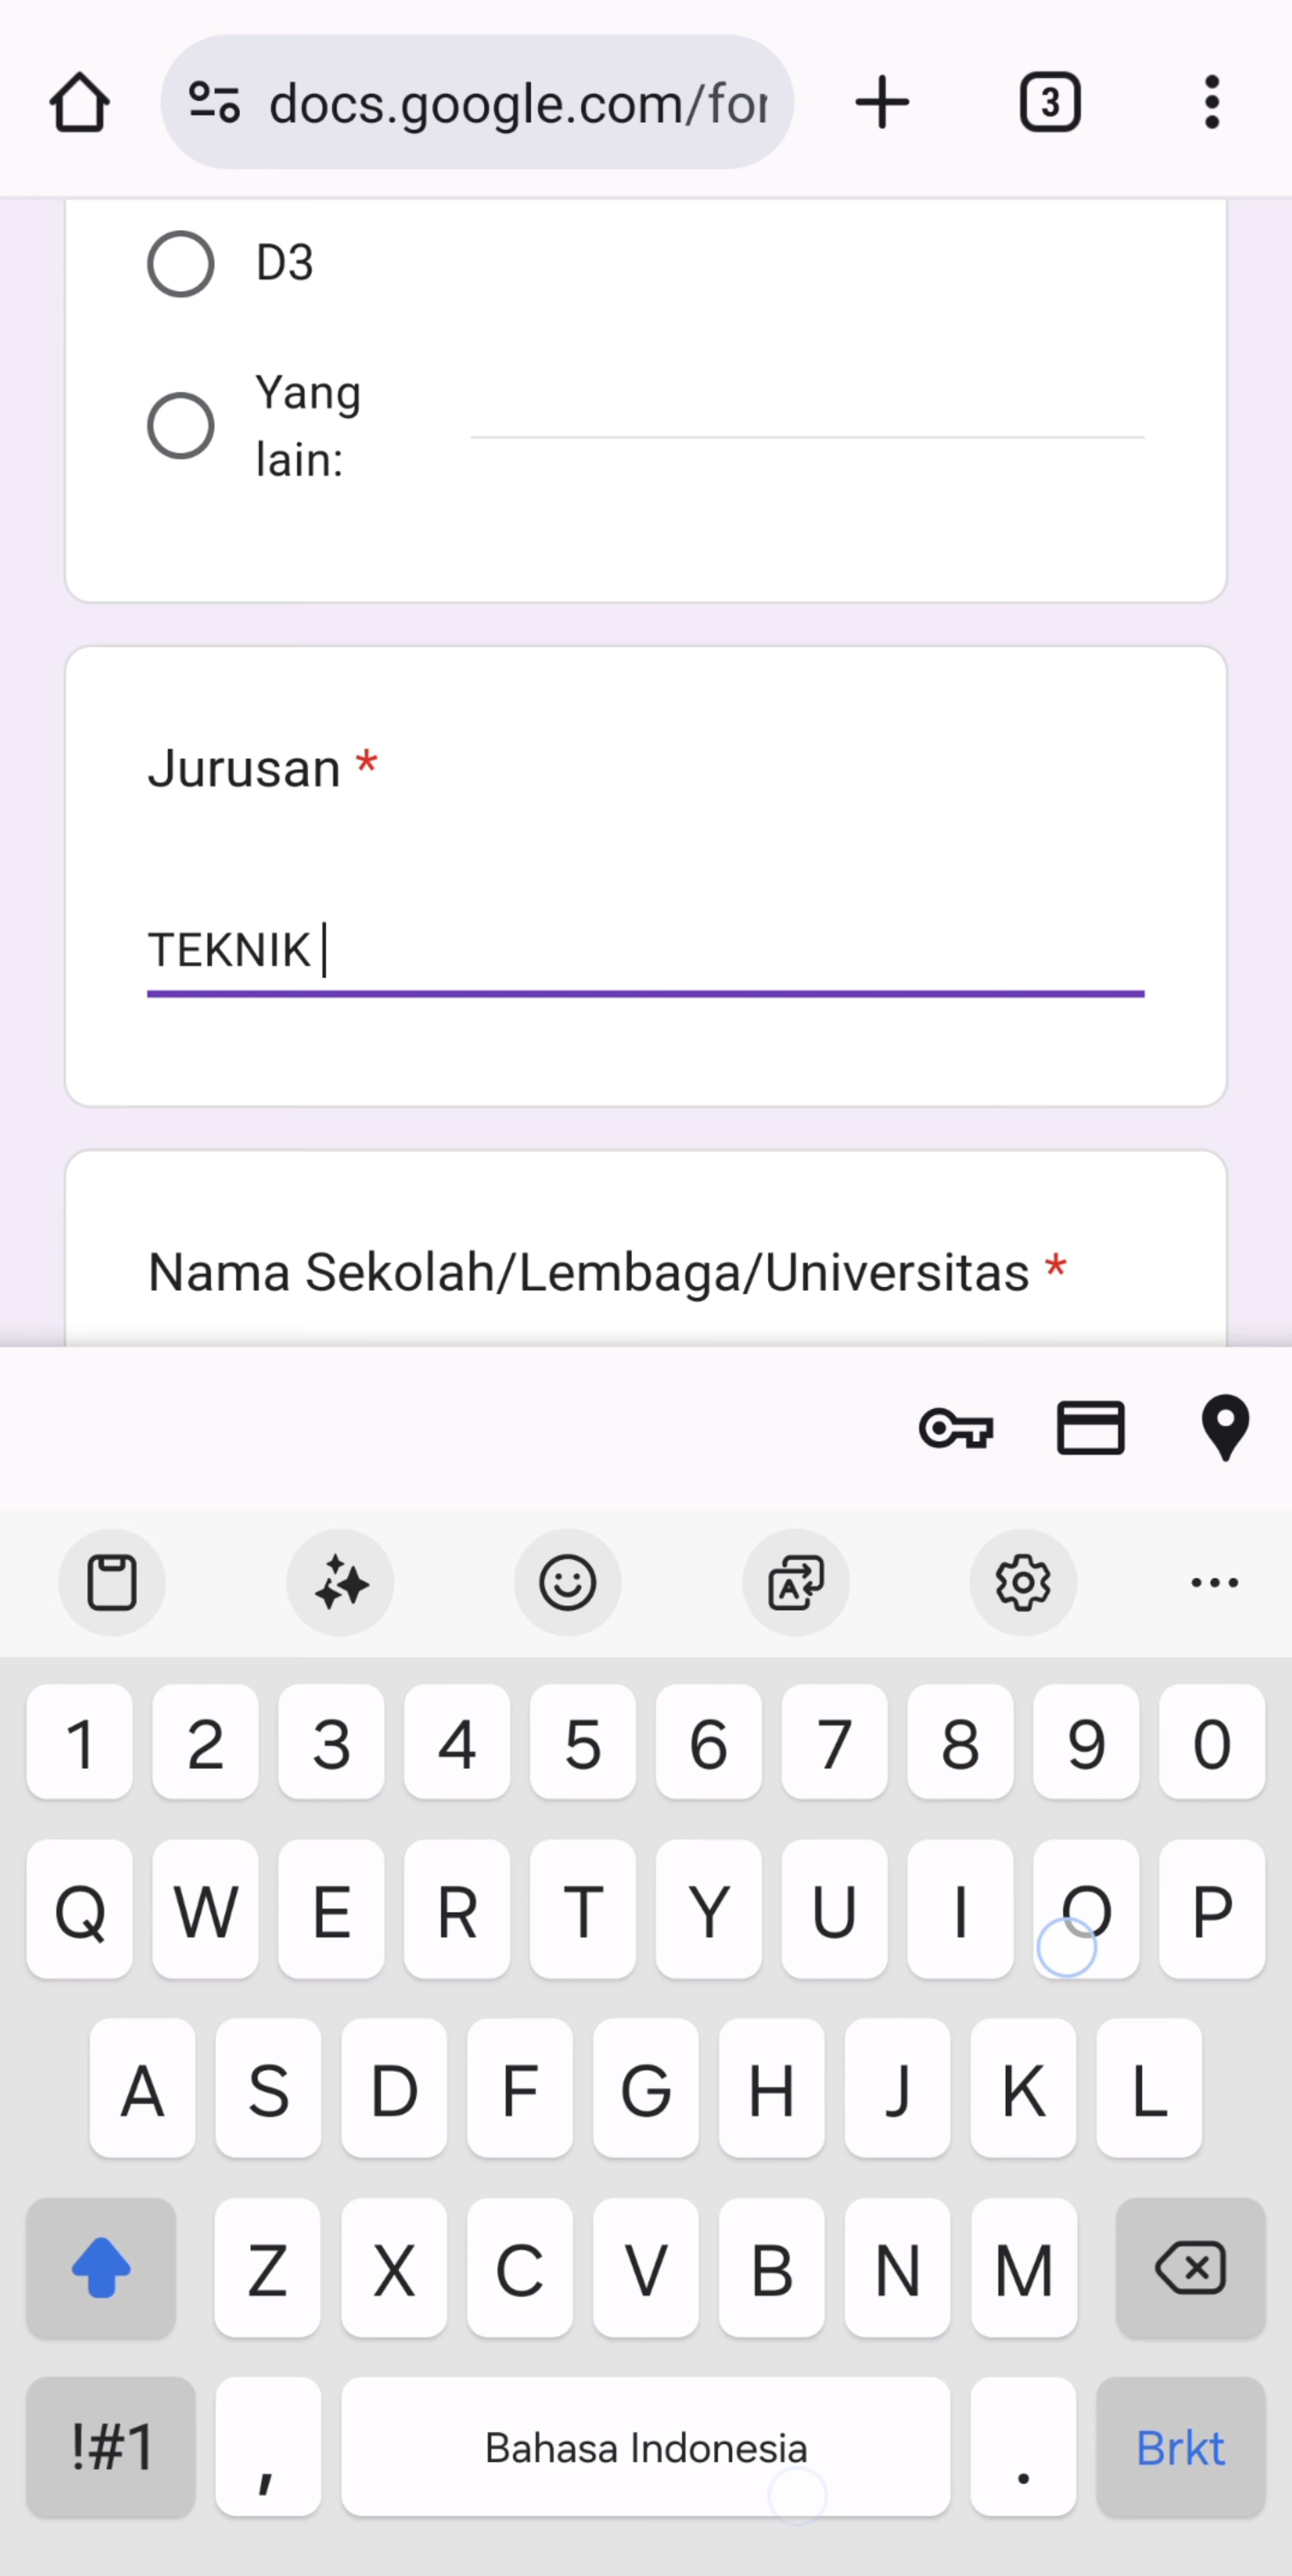 docs.google.com/for
3
D3
Yang
lain:
Jurusan *
TEKNIK
Nama Sekolah/Lembaga/Universitas *
1 2 3 4 5 6 7 8 9 0
Q W E R T Y U I O P
A S D F G H J K L
Z X C V B N M
!#1 , Bahasa Indonesia . Brkt